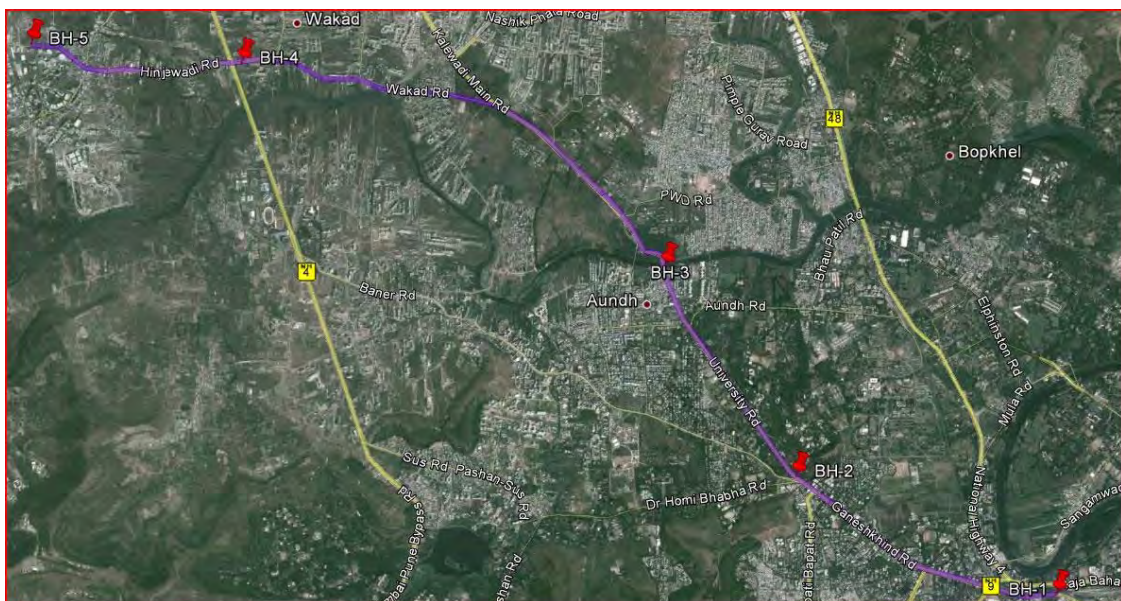 Wakad
Nashik Phata Road
BH-5
BH-4
Hinjewadi Rd
Kalewadi Main Rd
Wakad Rd
Pimple Gurav Road
48
Bopkhel
PWD Rd
Bhau Patil Rd
BH-3
4
Baner Rd
Aundh
Aundh Rd
Elphinston Rd
Mula Rd
University Rd
Sus Rd
Pashan-Sus Rd
BH-2
Dr Homi Bhabha Rd
Ganeshkhind Rd
National Highway 4
9
BH-1